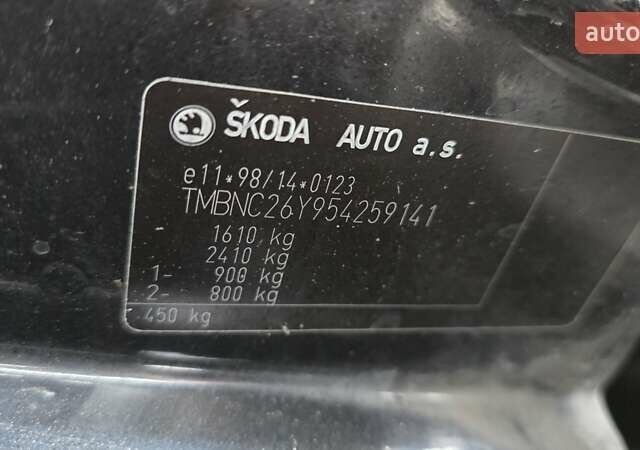 auto
ŠKODA AUTO a.s.
e11*98/14*0123
TMBNC26Y954259141
1610 kg
2410 kg
1- 900 kg
2- 800 kg
450 kg